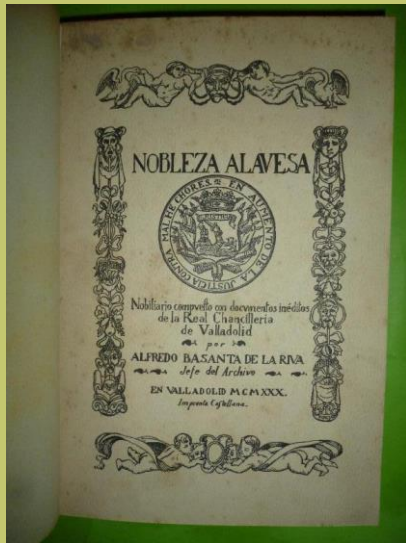 NOBLEZA ALAVESA
EN AUMENTO DE LA JUSTICIA CONTRA MALHECHORES
Nobiliario compuesto con documentos inéditos
de la Real Chancillería
de Valladolid
por
ALFREDO BASANTA DE LA RIVA
Jefe del Archivo
EN VALLADOLID MCMXXX.
Imprenta Castellana.